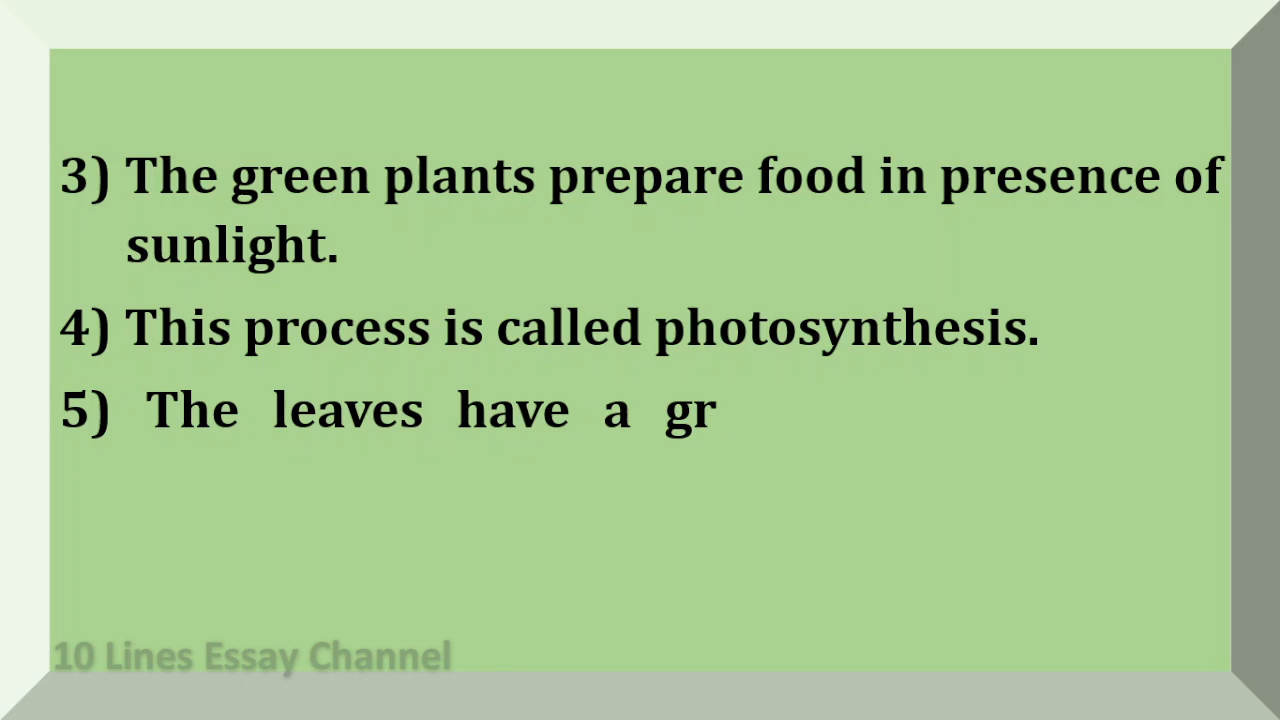 3) The green plants prepare food in presence of
sunlight.
4) This process is called photosynthesis.
5) The leaves have a gr
10 Lines Essay Channel